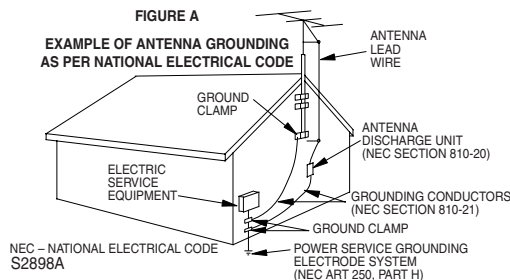 FIGURE A
EXAMPLE OF ANTENNA GROUNDING
AS PER NATIONAL ELECTRICAL CODE
ANTENNA
LEAD
WIRE
GROUND
CLAMP
ANTENNA
DISCHARGE UNIT
(NEC SECTION 810-20)
ELECTRIC
SERVICE
EQUIPMENT
GROUNDING CONDUCTORS
(NEC SECTION 810-21)
GROUND CLAMP
NEC – NATIONAL ELECTRICAL CODE
S2898A
POWER SERVICE GROUNDING
ELECTRODE SYSTEM
(NEC ART 250, PART H)